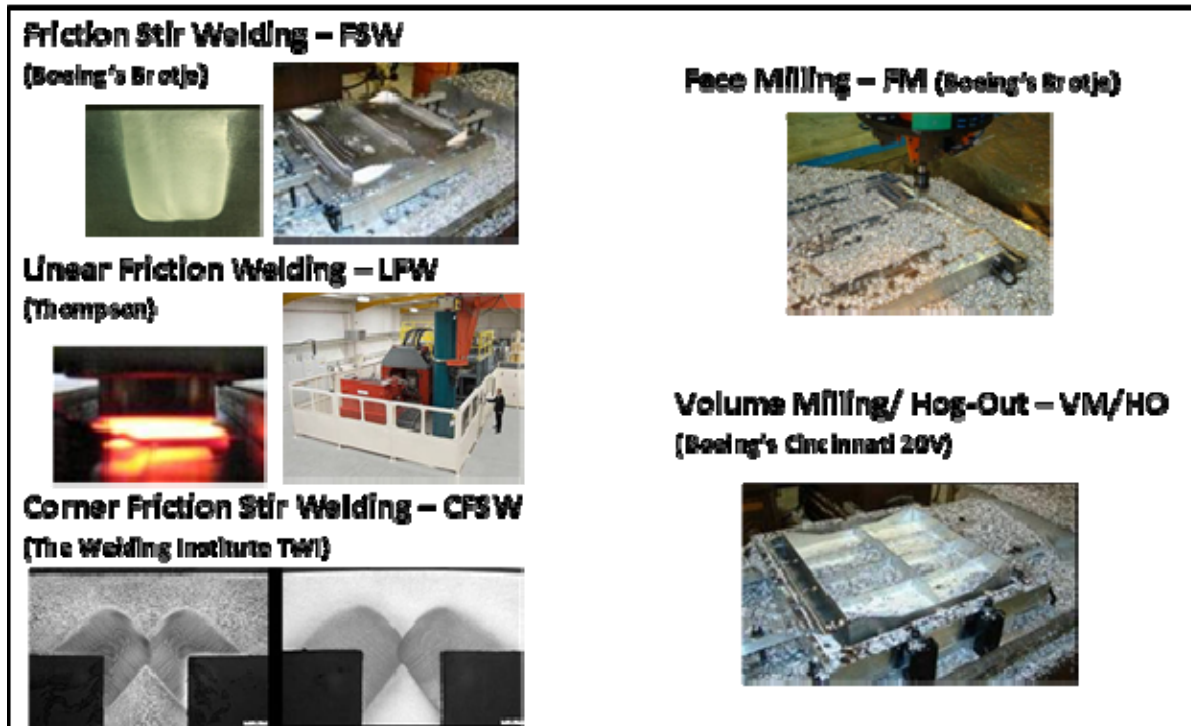 Friction Stir Welding – FSW
(Boeing's Brotje)
Face Milling – FM (Boeing's Brotje)
Linear Friction Welding – LFW
(Thompson)
Volume Milling/ Hog-Out – VM/HO
(Boeing's Cincinnati 20V)
Corner Friction Stir Welding – CFSW
(The Welding Institute TWI)